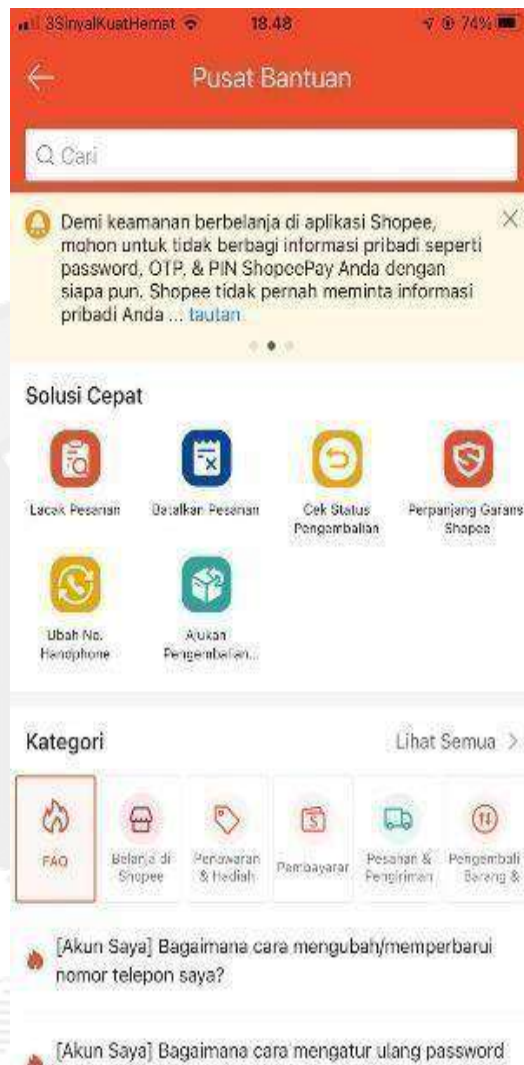 3SinyalKuatHemat 18.48 74%
Pusat Bantuan
Cari
Demi keamanan berbelanja di aplikasi Shopee,
mohon untuk tidak berbagi informasi pribadi seperti
password, OTP, & PIN ShopeePay Anda dengan
siapa pun. Shopee tidak pernah meminta informasi
pribadi Anda ... tautan
Solusi Cepat
Lacak Pesanan Batalkan Pesanan Cek Status Perpanjang Garans
Pengembalian Shopee
Ubah No. Ajukan
Handphone Pengembalian...
Kategori Lihat Semua >
FAQ Belanja di Penawaran Pembayaran Pesanan & Pengembali
Shopee & Hadiah Pengiriman Barang &
[Akun Saya] Bagaimana cara mengubah/memperbarui
nomor telepon saya?
[Akun Saya] Bagaimana cara mengatur ulang password